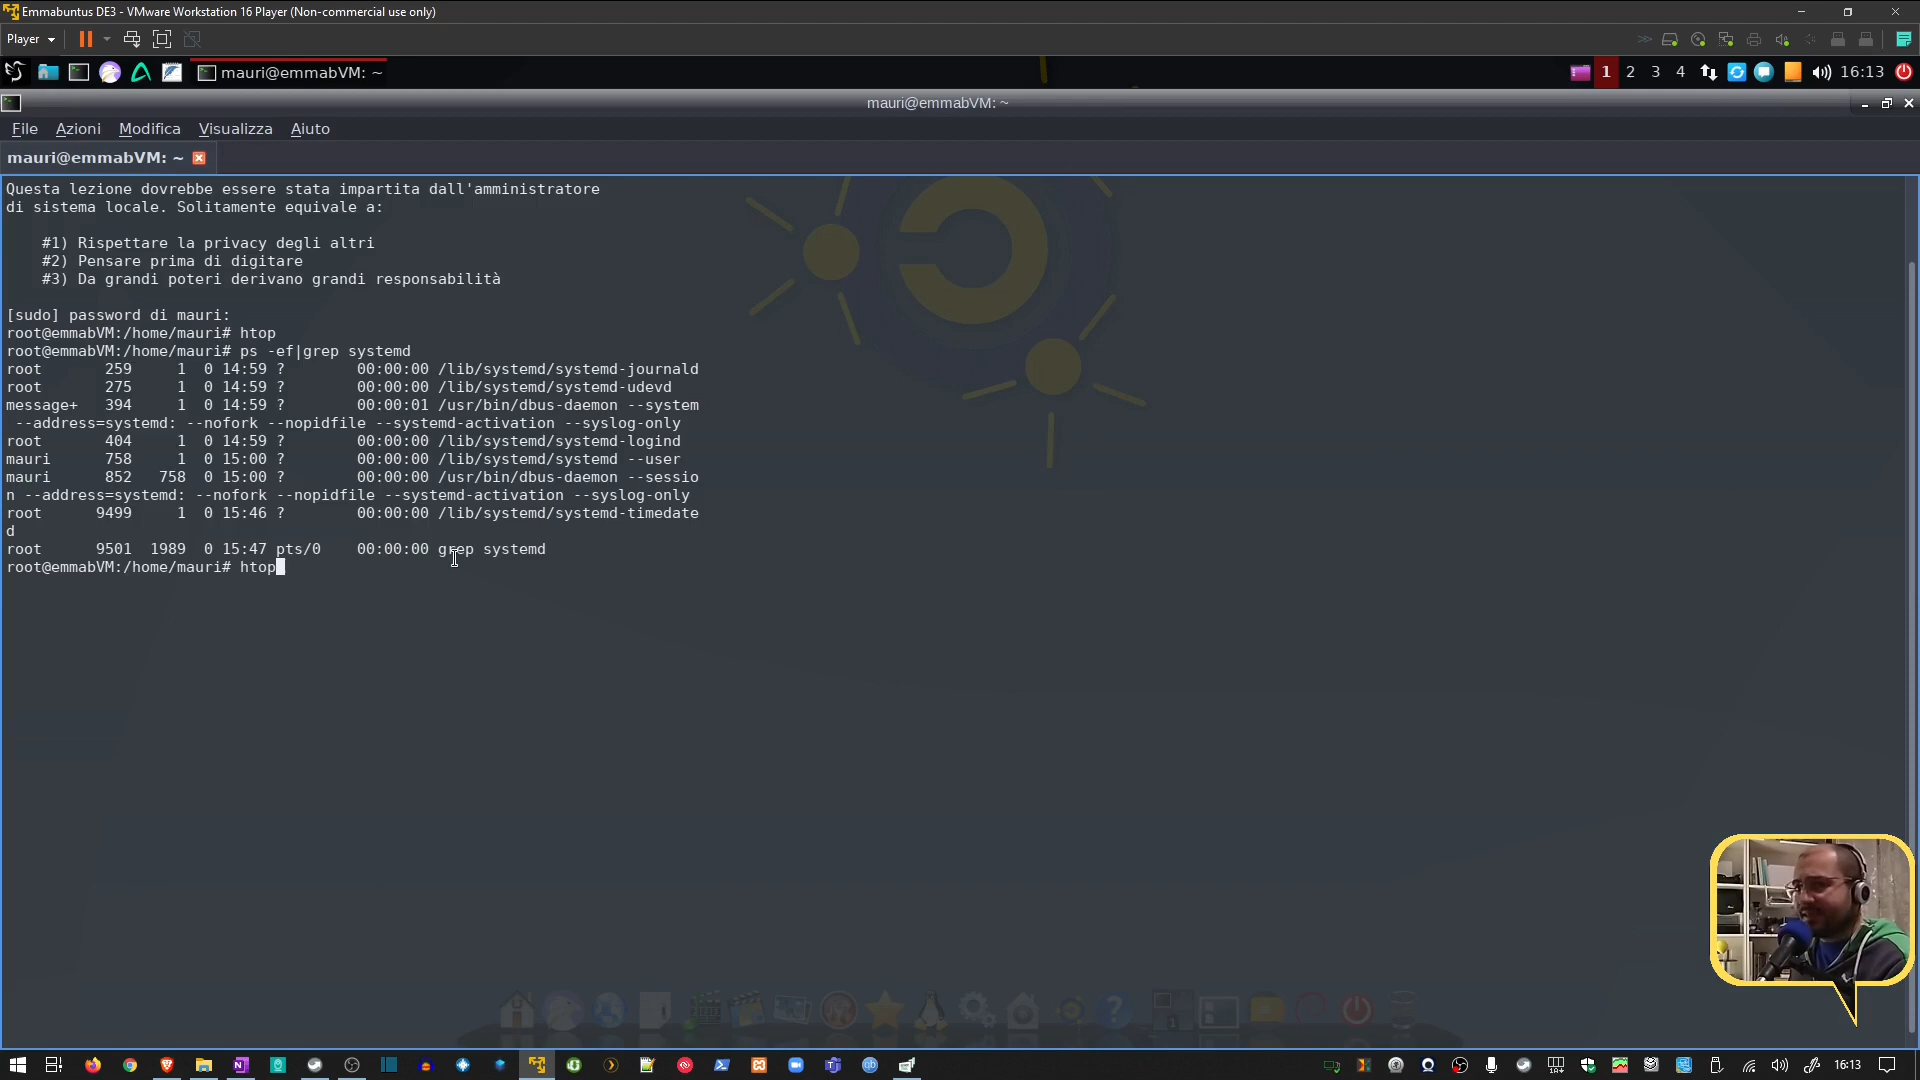 Emmabuntus DE3 - VMware Workstation 16 Player (Non-commercial use only)
Player
mauri@emmabVM: ~
1 2 3 4
16:13
mauri@emmabVM: ~
File Azioni Modifica Visualizza Aiuto
mauri@emmabVM: ~
Questa lezione dovrebbe essere stata impartita dall'amministratore
di sistema locale. Solitamente equivale a:
#1) Rispettare la privacy degli altri
#2) Pensare prima di digitare
#3) Da grandi poteri derivano grandi responsabilità
[sudo] password di mauri:
root@emmabVM:/home/mauri# htop
root@emmabVM:/home/mauri# ps -ef|grep systemd
root       259     1  0 14:59 ?        00:00:00 /lib/systemd/systemd-journald
root       275     1  0 14:59 ?        00:00:00 /lib/systemd/systemd-udevd
message+   394     1  0 14:59 ?        00:00:01 /usr/bin/dbus-daemon --system
 --address=systemd: --nofork --nopidfile --systemd-activation --syslog-only
root       404     1  0 14:59 ?        00:00:00 /lib/systemd/systemd-logind
mauri      758     1  0 15:00 ?        00:00:00 /lib/systemd/systemd --user
mauri      852   758  0 15:00 ?        00:00:00 /usr/bin/dbus-daemon --sessio
n --address=systemd: --nofork --nopidfile --systemd-activation --syslog-only
root      9499     1  0 15:46 ?        00:00:00 /lib/systemd/systemd-timedate
d
root      9501  1989  0 15:47 pts/0    00:00:00 grep systemd
root@emmabVM:/home/mauri# htop
16:13